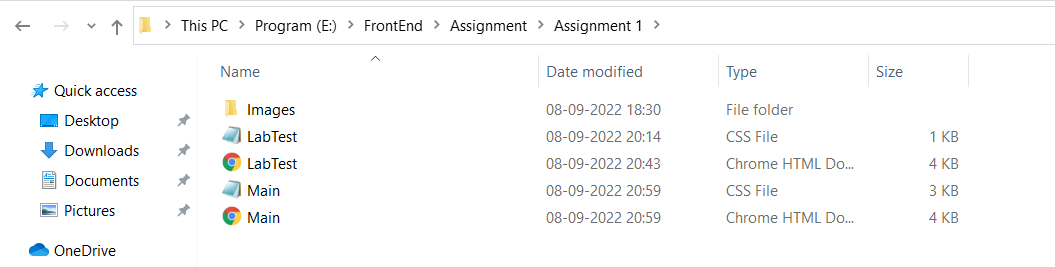 This PC > Program (E:) > FrontEnd > Assignment > Assignment 1 >
Name Date modified Type Size
Quick access
Desktop
Downloads
Documents
Pictures
OneDrive
Images 08-09-2022 18:30 File folder
LabTest 08-09-2022 20:14 CSS File 1 KB
LabTest 08-09-2022 20:43 Chrome HTML Do... 4 KB
Main 08-09-2022 20:59 CSS File 3 KB
Main 08-09-2022 20:59 Chrome HTML Do... 4 KB